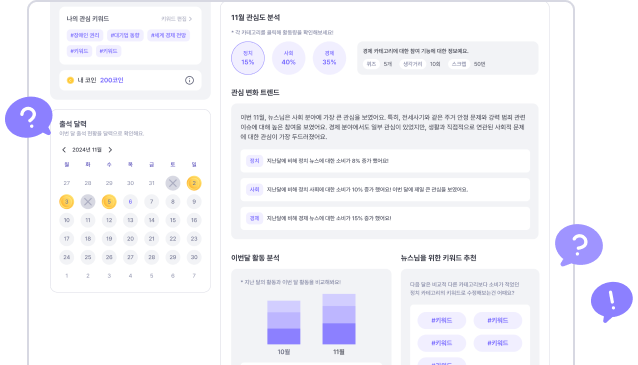 나의 관심 키워드
키워드 편집 >
#장애인 권리 #대기업 동향 #세계 경제 전망
#키워드 #키워드
내 코인 200코인
출석 달력
이번 달 출석 현황을 달력으로 확인해요.
< 2024년 11월 >
월 화 수 목 금 토 일
27 28 29 30 31 2
3 5 6 7 8 9
10 11 12 13 14 15 16
17 18 19 20 21 22 23
24 25 26 27 28 29 30
1 2 3 4 5 6 7
11월 관심도 분석
* 각 카테고리를 클릭해 활동량을 확인해보세요!
정치
15%
사회
40%
경제
35%
경제 카테고리에 대한 참여 기능에 대한 정보예요.
퀴즈 5개 생각거리 10회 스크랩 50번
관심 변화 트렌드
이번 11월, 뉴스님은 사회 분야에 가장 큰 관심을 보였어요. 특히, 전세사기와 같은 주거 안정 문제와 강력 범죄 관련
이슈에 대해 높은 참여를 보였어요. 경제 분야에서도 일부 관심이 있었지만, 생활과 직접적으로 연관된 사회적 문제
에 대한 관심이 가장 두드러졌어요.
정치 지난달에 비해 정치 뉴스에 대한 소비가 8% 증가 했어요!
사회 지난달에 비해 정치 사회에 대한 소비가 10% 증가 했어요! 이번 달에 제일 큰 관심을 보였어요.
경제 지난달에 비해 경제 뉴스에 대한 소비가 15% 증가 했어요!
이번달 활동 분석
* 지난 달의 활동과 이번 달 활동을 비교해봐요!
10월 11월
뉴스님을 위한 키워드 추천
다음 달은 비교적 다른 카테고리보다 소비가 적었던
정치 카테고리의 키워드로 수정해보는건 어때요?
#키워드 #키워드
#키워드 #키워드